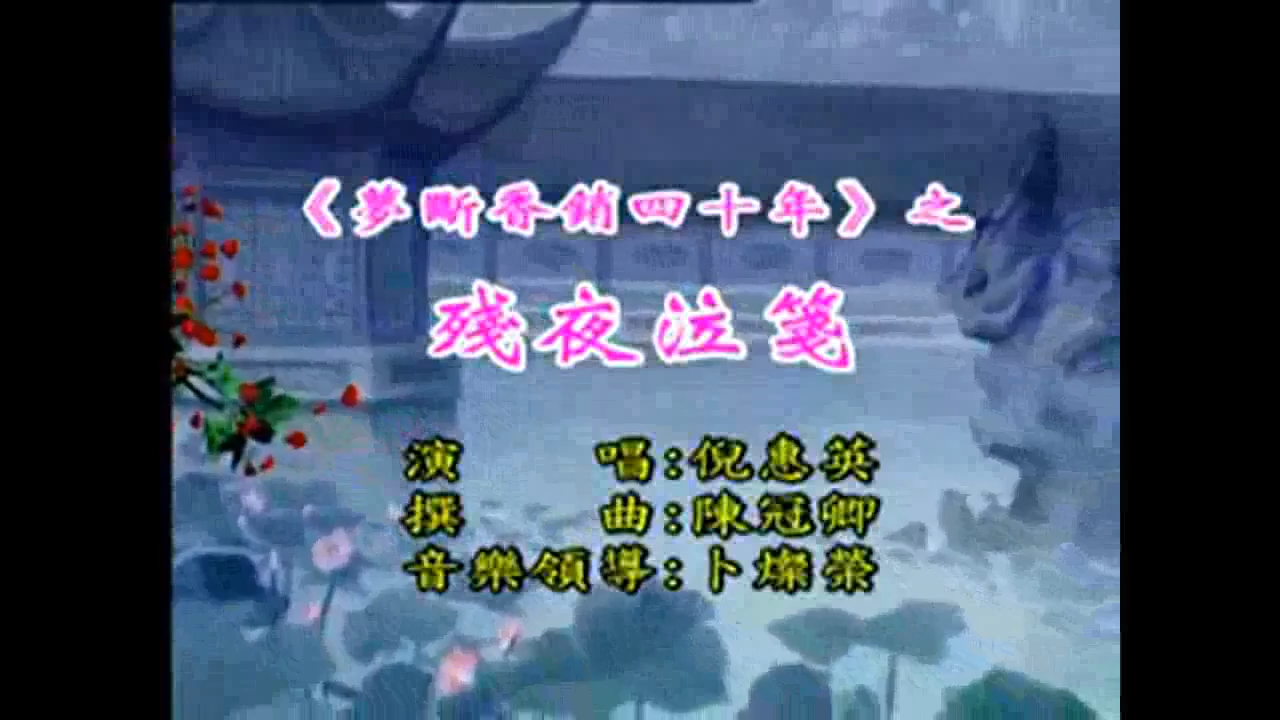 《夢斷香銷四十年》之
殘夜泣箋
演 唱:倪惠英
撰 曲:陳冠卿
音樂領導:卜燦榮